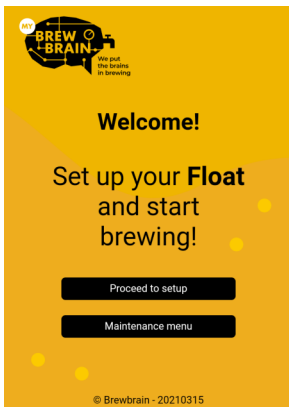 MY
BREW
BRAIN
We put
the brains
in brewing
Welcome!
Set up your Float
and start
brewing!
Proceed to setup
Maintenance menu
© Brewbrain - 20210315